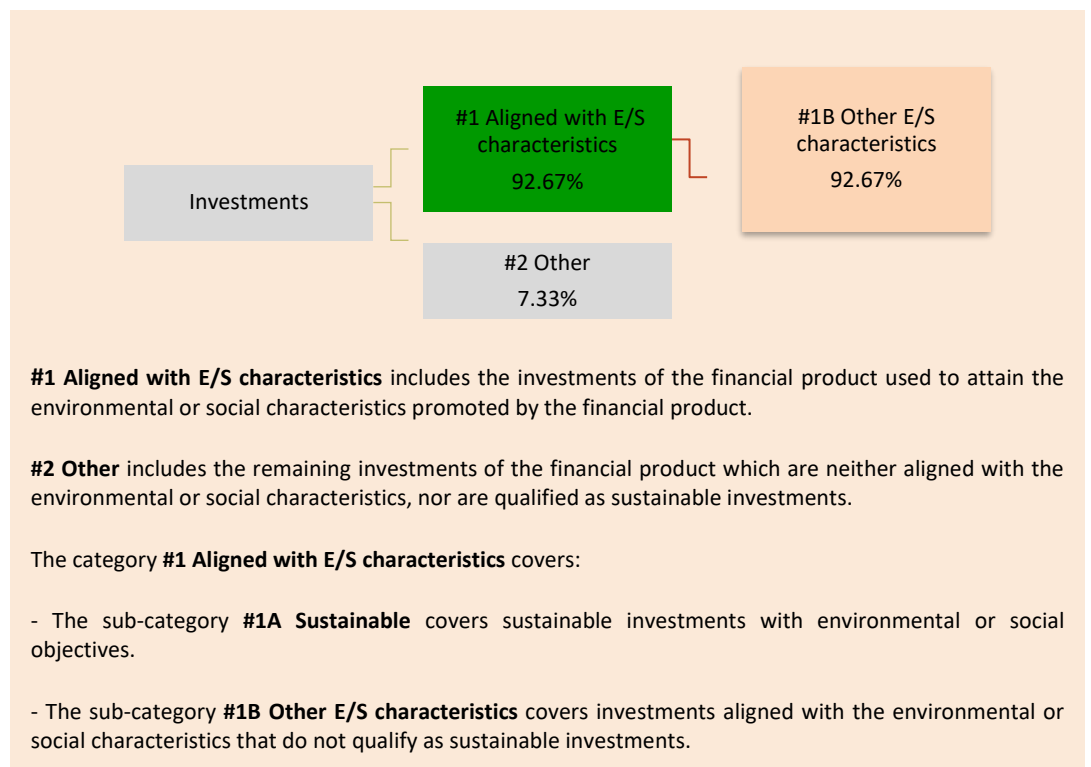 #1 Aligned with E/S
characteristics
92.67%
#1B Other E/S
characteristics
92.67%
Investments
#2 Other
7.33%
#1 Aligned with E/S characteristics includes the investments of the financial product used to attain the
environmental or social characteristics promoted by the financial product.
#2 Other includes the remaining investments of the financial product which are neither aligned with the
environmental or social characteristics, nor are qualified as sustainable investments.
The category #1 Aligned with E/S characteristics covers:
- The sub-category #1A Sustainable covers sustainable investments with environmental or social
objectives.
- The sub-category #1B Other E/S characteristics covers investments aligned with the environmental or
social characteristics that do not qualify as sustainable investments.